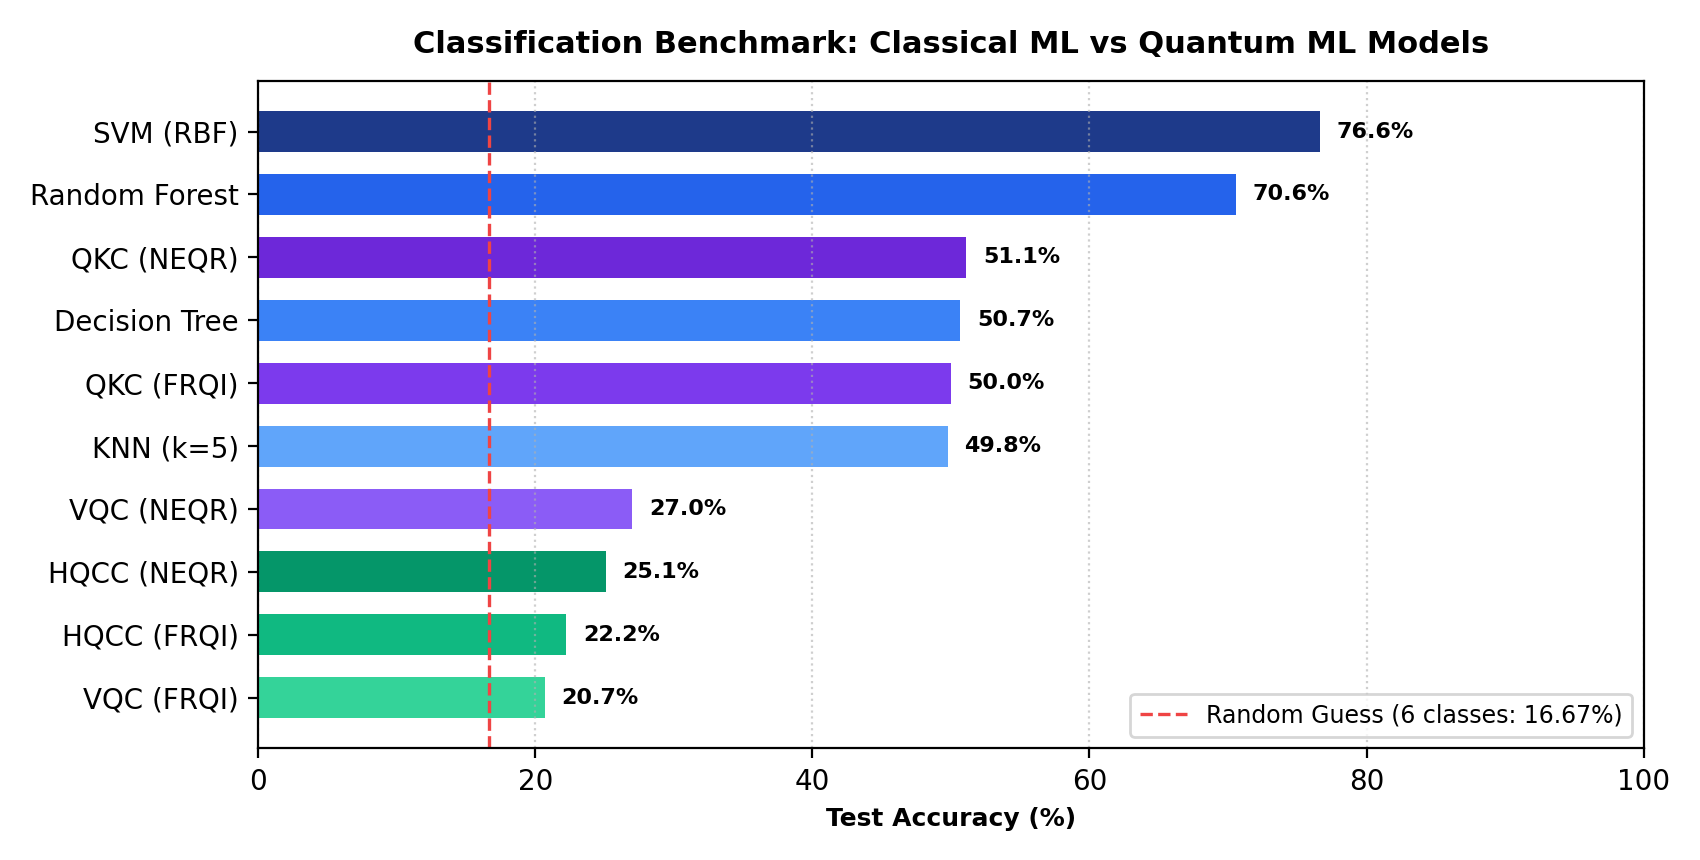 Classification Benchmark: Classical ML vs Quantum ML Models
SVM (RBF) 76.6%
Random Forest 70.6%
QKC (NEQR) 51.1%
Decision Tree 50.7%
QKC (FRQI) 50.0%
KNN (k=5) 49.8%
VQC (NEQR) 27.0%
HQCC (NEQR) 25.1%
HQCC (FRQI) 22.2%
VQC (FRQI) 20.7%
Random Guess (6 classes: 16.67%)
0 20 40 60 80 100
Test Accuracy (%)